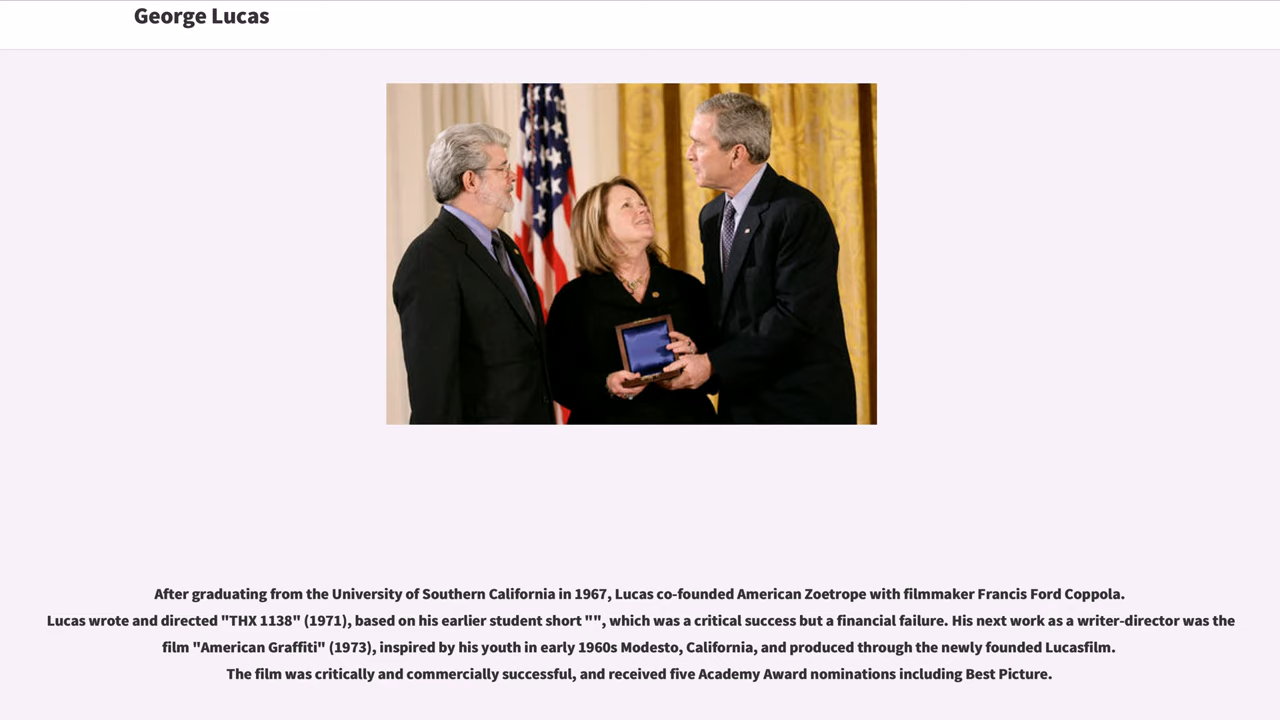 George Lucas
After graduating from the University of Southern California in 1967, Lucas co-founded American Zoetrope with filmmaker Francis Ford Coppola.
Lucas wrote and directed "THX 1138" (1971), based on his earlier student short "", which was a critical success but a financial failure. His next work as a writer-director was the
film "American Graffiti" (1973), inspired by his youth in early 1960s Modesto, California, and produced through the newly founded Lucasfilm.
The film was critically and commercially successful, and received five Academy Award nominations including Best Picture.